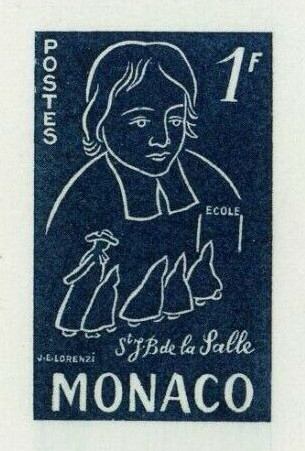 POSTES
1F
ECOLE
St J.B de la Salle
J.E.LORENZI
MONACO